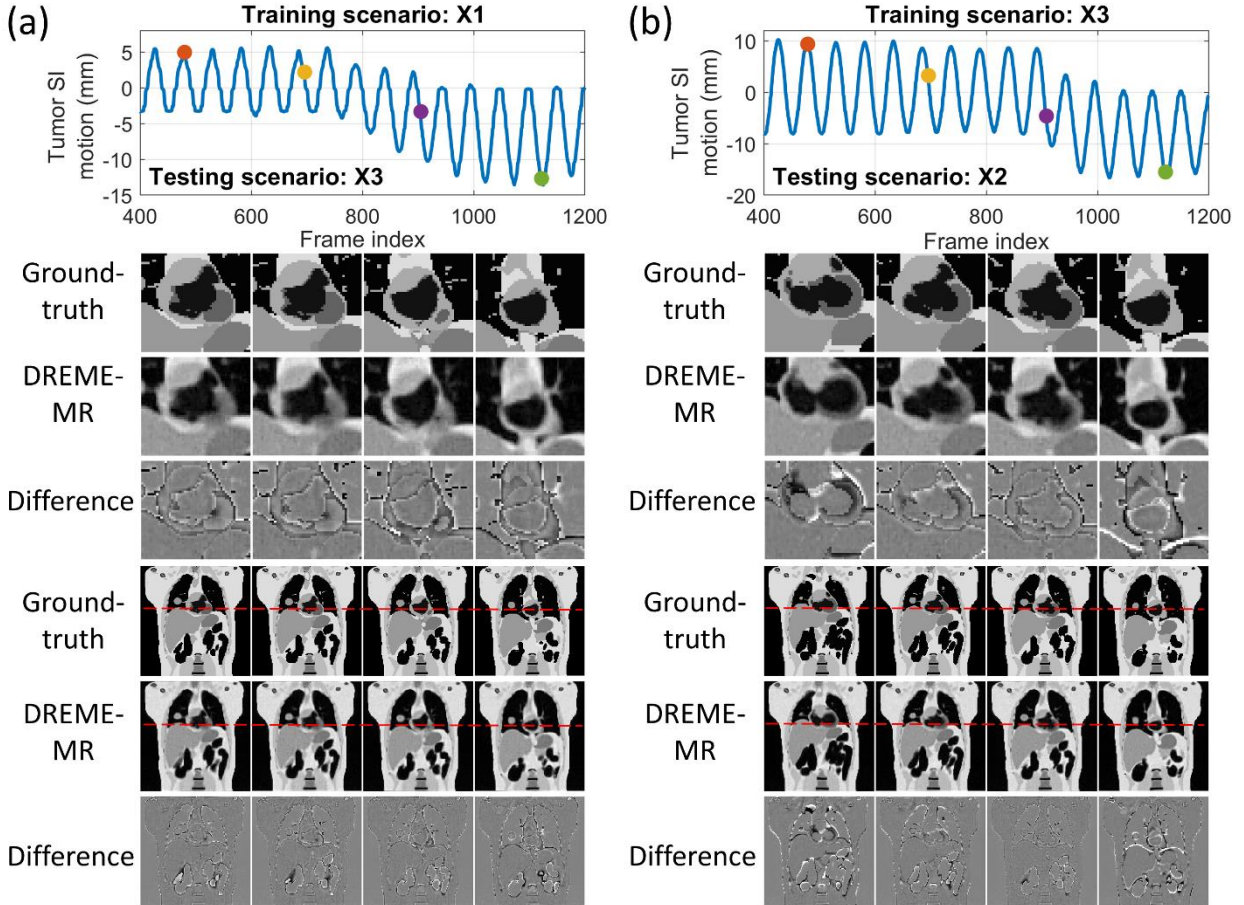 (a)
Training scenario: X1
Tumor SI
motion (mm)
5
0
-5
-10
-15
Testing scenario: X3
400
600
800
1000
1200
Frame index
Ground-
truth
DREME-
MR
Difference
Ground-
truth
DREME-
MR
Difference
(b)
Training scenario: X3
Tumor SI
motion (mm)
10
0
-10
-20
Testing scenario: X2
400
600
800
1000
1200
Frame index
Ground-
truth
DREME-
MR
Difference
Ground-
truth
DREME-
MR
Difference